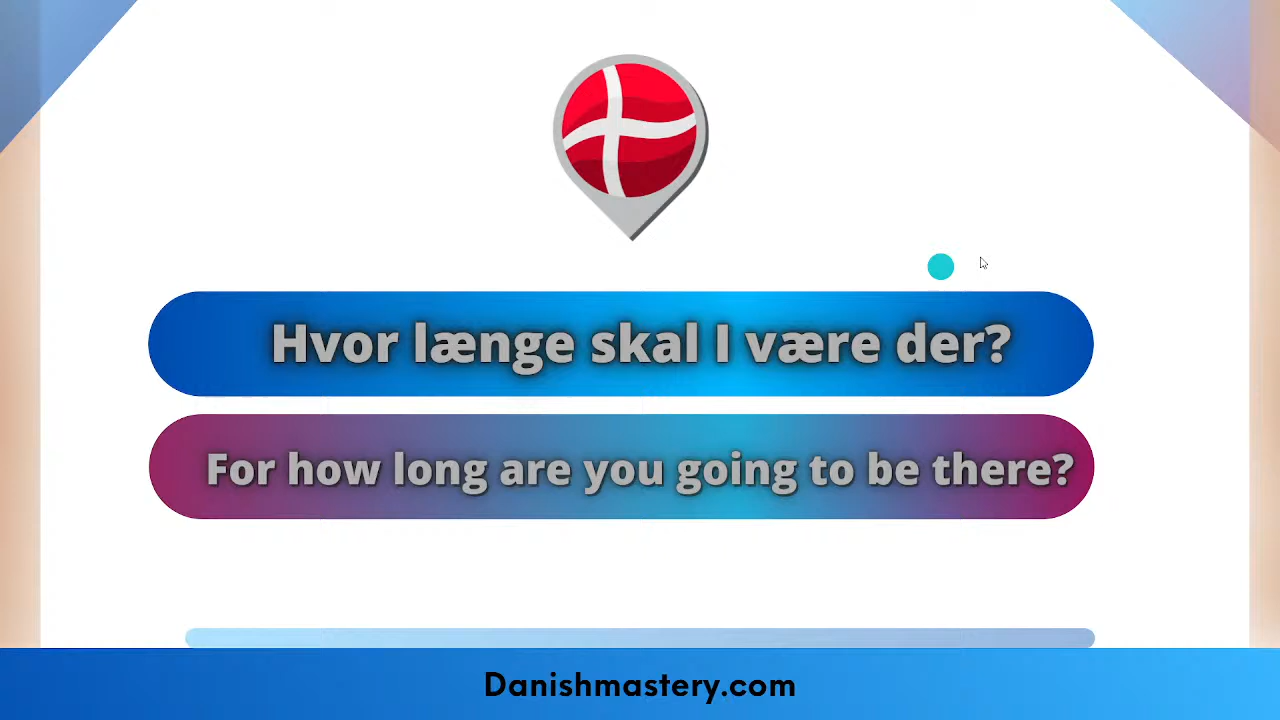 Hvor længe skal I være der?
For how long are you going to be there?
Danishmastery.com